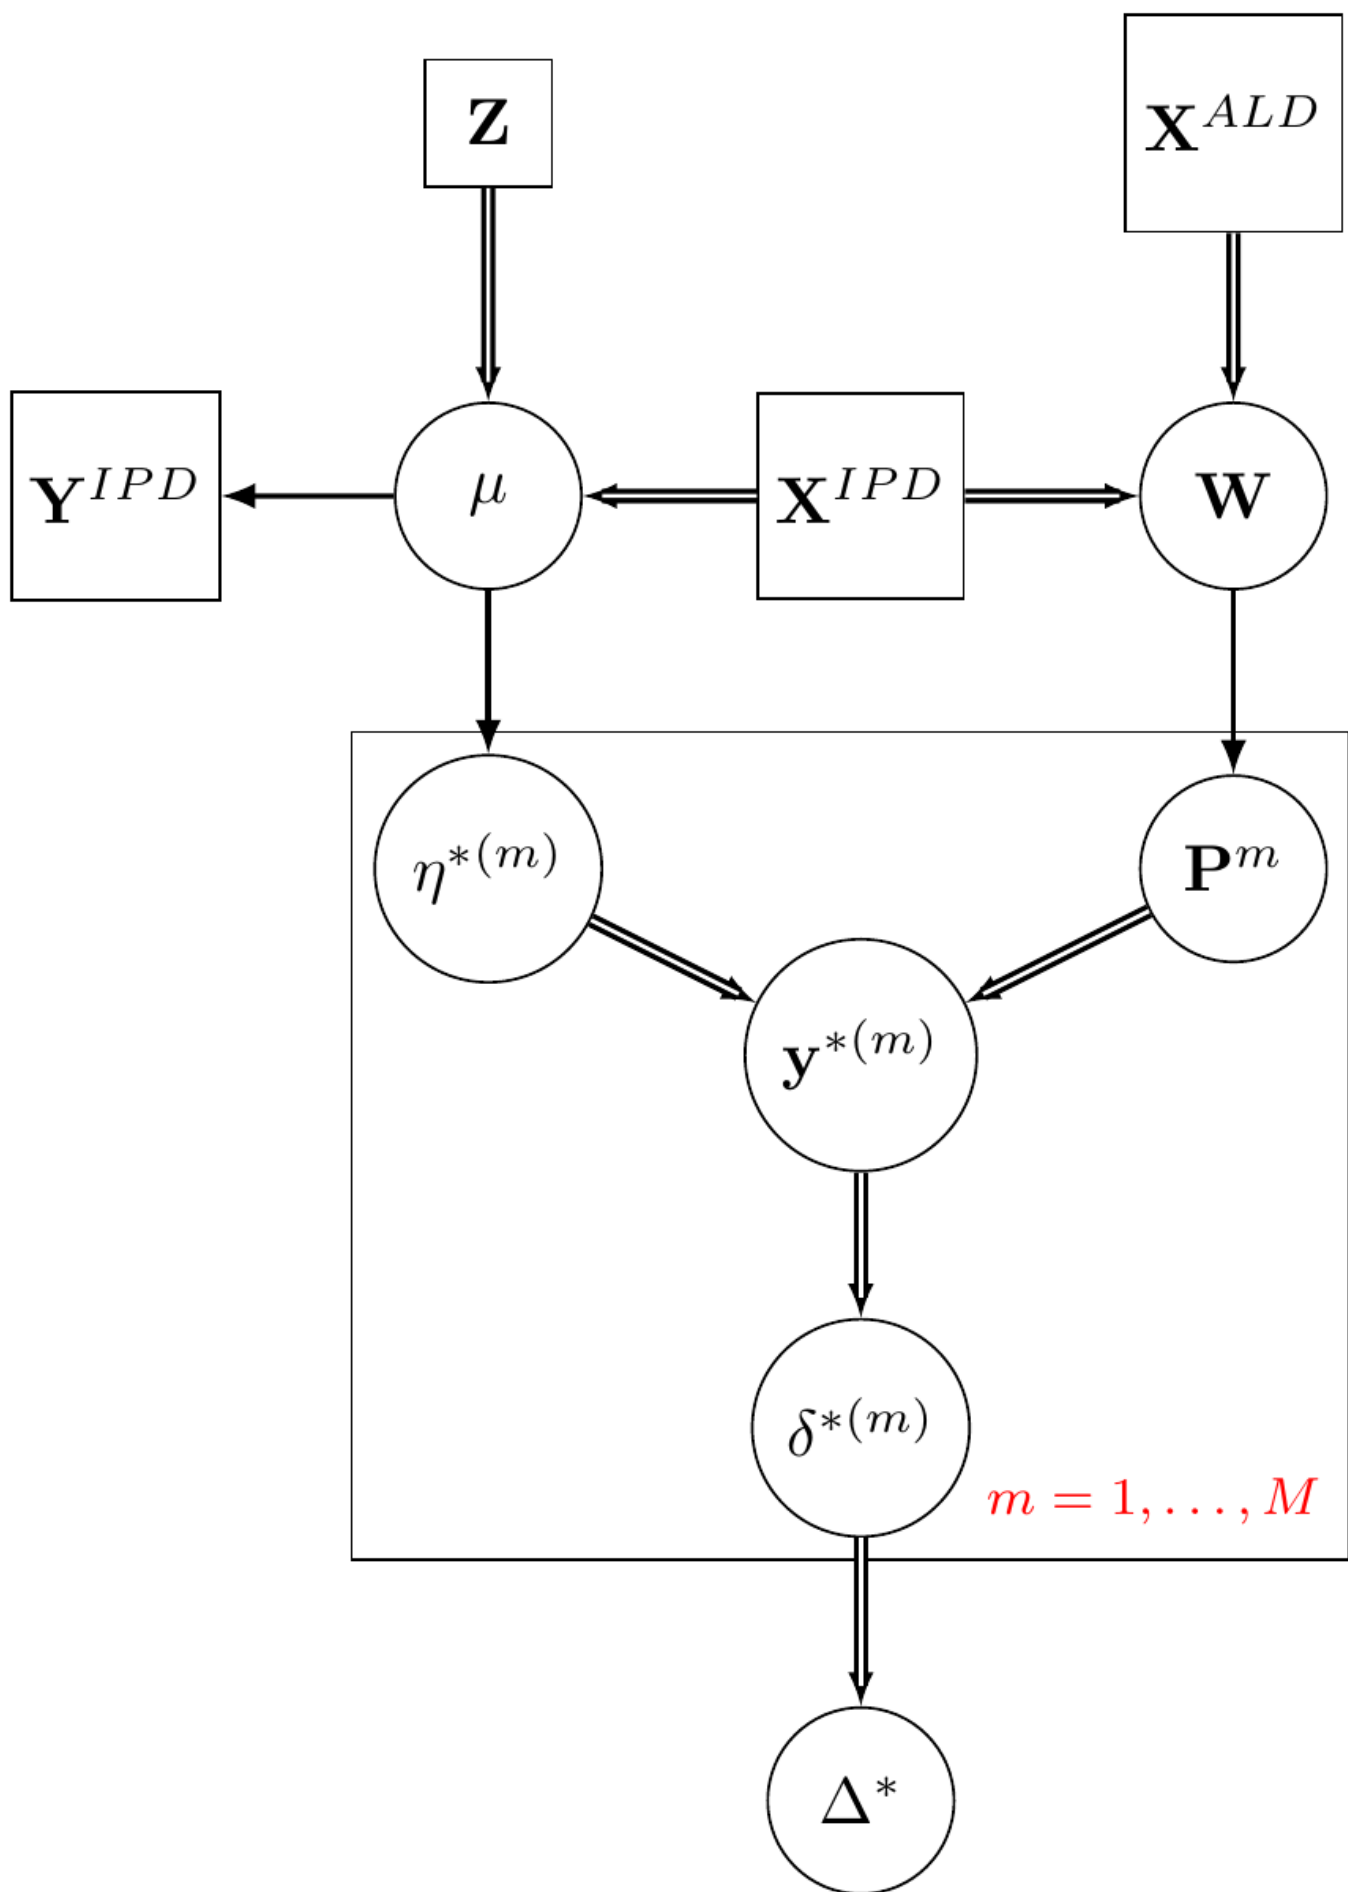 Z
X^{ALD}
Y^{IPD}
μ
X^{IPD}
W
η^{*(m)}
P^{m}
y^{*(m)}
δ^{*(m)}
m = 1, . . . , M
Δ^{*}